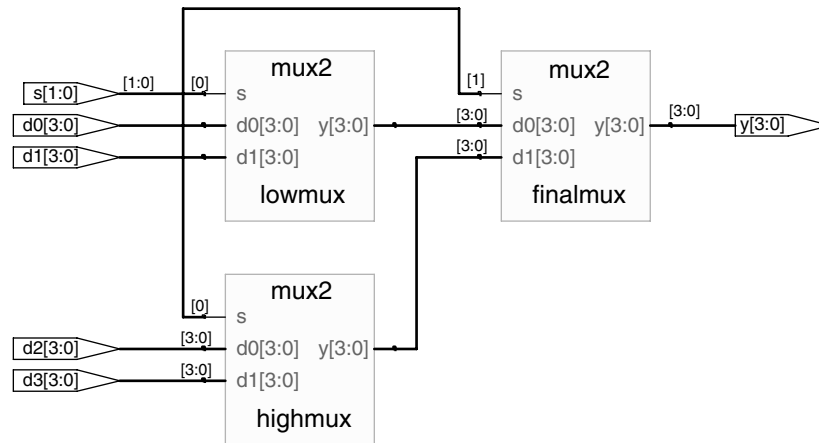 s[1:0]
[1:0]
[0]
mux2
s
d0[3:0]
d0[3:0]
y[3:0]
d1[3:0]
d1[3:0]
lowmux
[1]
mux2
s
[3:0]
d0[3:0]
y[3:0]
[3:0]
y[3:0]
[3:0]
d1[3:0]
finalmux
[0]
mux2
s
d2[3:0]
[3:0]
d0[3:0]
y[3:0]
d3[3:0]
[3:0]
d1[3:0]
highmux